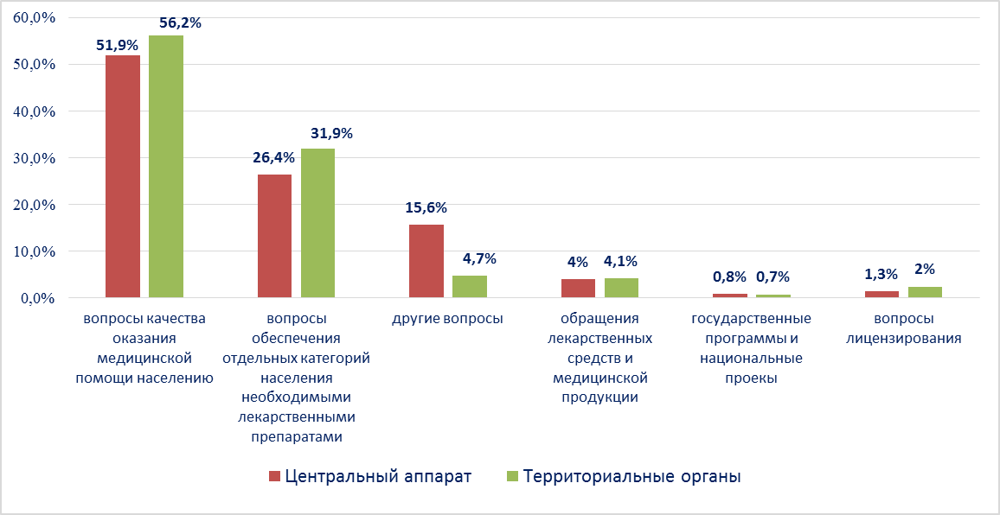 60,0%
50,0%
40,0%
30,0%
20,0%
10,0%
0,0%
51,9%
56,2%
26,4%
31,9%
15,6%
4,7%
4%
4,1%
0,8%
0,7%
1,3%
2%
вопросы качества
оказания
медицинской
помощи населению
вопросы
обеспечения
отдельных категорий
населения
необходимыми
лекарственными
препаратами
другие вопросы
обращения
лекарственных
средств и
медицинской
продукции
государственные
программы и
национальные
проекы
вопросы
лицензирования
Центральный аппарат
Территориальные органы